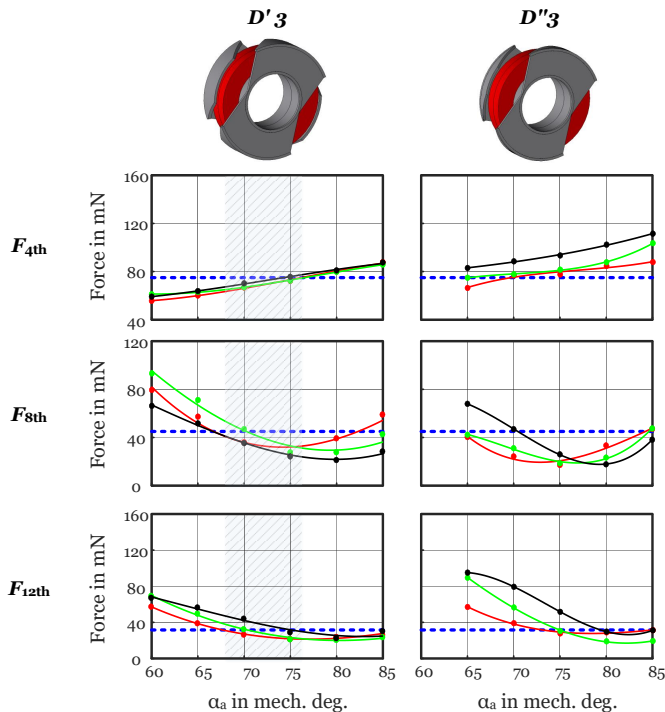 D' 3 D"3
160
120
80
40
F4th
Force in mN
120
80
40
0
F8th
Force in mN
160
120
80
40
0
F12th
Force in mN
60 65 70 75 80 85 60 65 70 75 80 85
αa in mech. deg. αa in mech. deg.